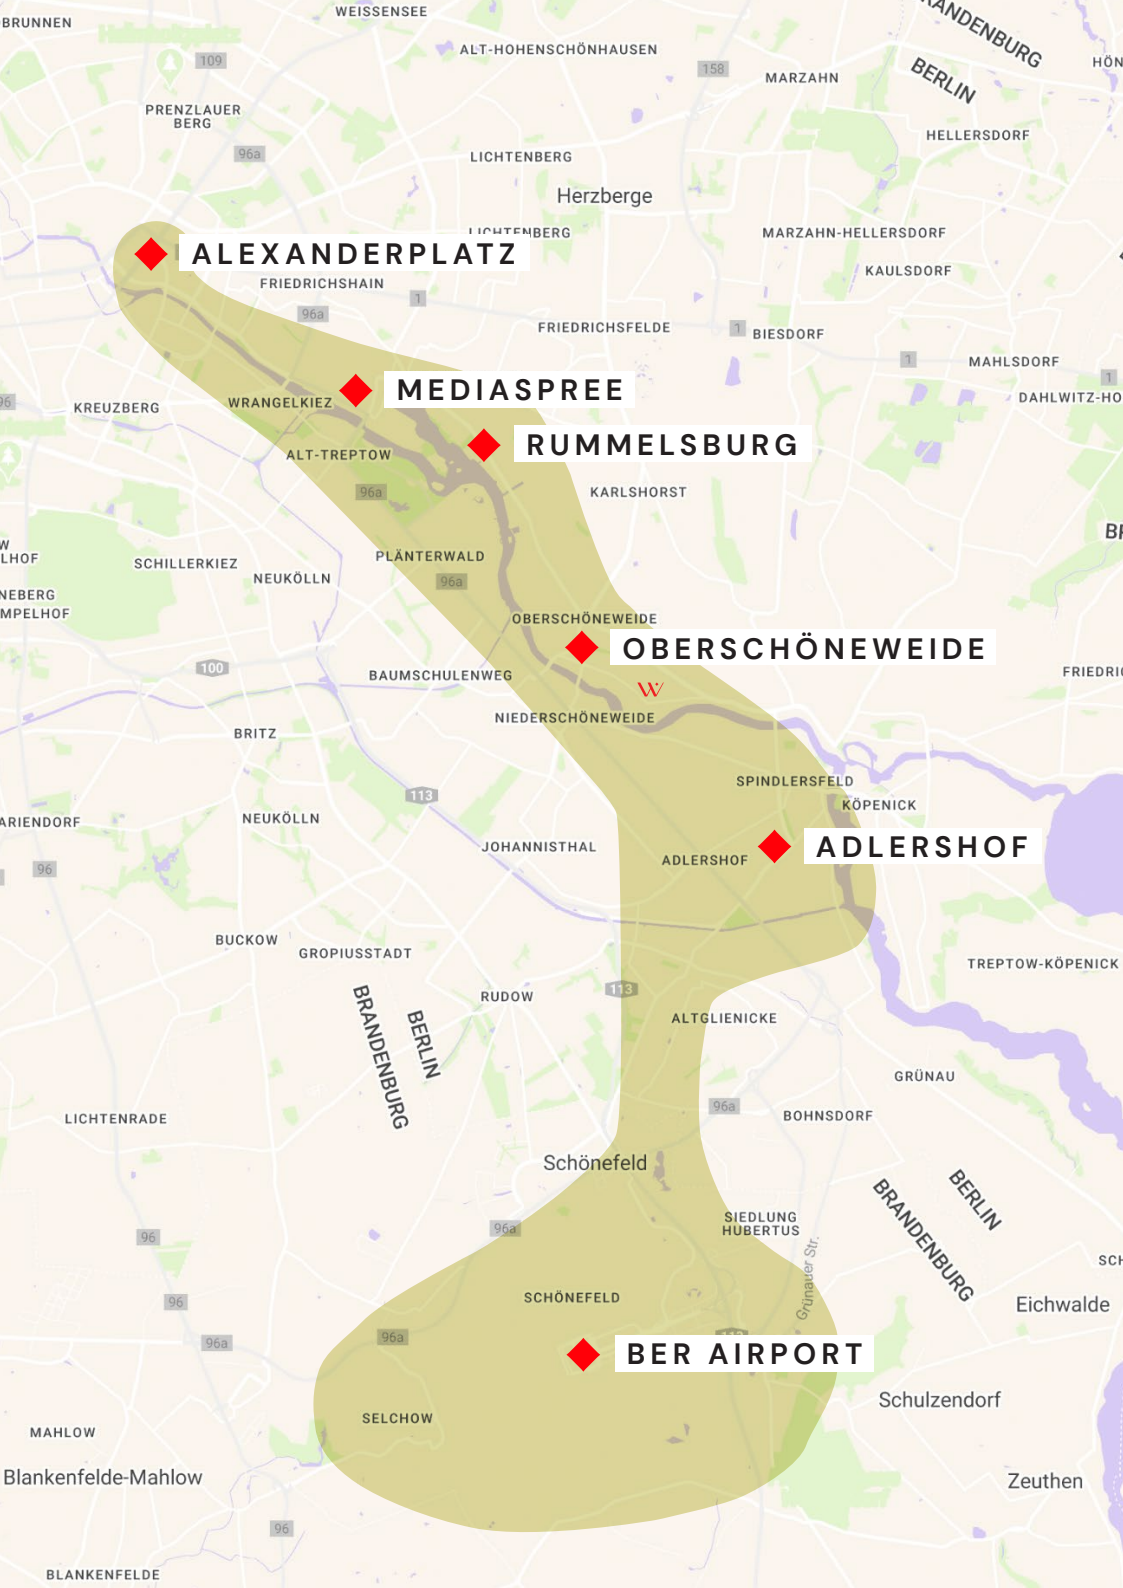 WEISSENSEE
BRUNNEN
ALT-HOHENSCHÖNHAUSEN
BRANDENBURG
BERLIN
109
158
MARZAHN
HÖN
PRENZLAUER
BERG
HELLERSDORF
96a
LICHTENBERG
Herzberge
LICHTENBERG
MARZAHN-HELLERSDORF
ALEXANDERPLATZ
KAULSDORF
FRIEDRICHSHAIN
1
96a
FRIEDRICHSFELDE
1
BIESDORF
1
MAHLSDORF
1
MEDIASPREE
DAHLWITZ-HO
96
KREUZBERG
WRANGELKIEZ
RUMMELSBURG
ALT-TREPTOW
96a
KARLSHORST
BR
W
LHOF
SCHILLERKIEZ
PLÄNTERWALD
NEUKÖLLN
96a
NEBERG
MPELHOF
OBERSCHÖNEWEIDE
OBERSCHÖNEWEIDE
100
BAUMSCHULENWEG
FRIEDRI
W
NIEDERSCHÖNEWEIDE
BRITZ
SPINDLERSFELD
113
KÖPENICK
ARIENDORF
NEUKÖLLN
JOHANNISTHAL
ADLERSHOF
ADLERSHOF
96
BUCKOW
GROPIUSSTADT
TREPTOW-KÖPENICK
113
RUDOW
ALTGLIENICKE
BERLIN
BRANDENBURG
GRÜNAU
96a
LICHTENRADE
BOHNSDORF
Schönefeld
BERLIN
BRANDENBURG
SIEDLUNG
HUBERTUS
96a
96
Grünauer Str.
SCH
SCHÖNEFELD
96
Eichwalde
96a
96a
BER AIRPORT
Schulzendorf
SELCHOW
MAHLOW
Blankenfelde-Mahlow
Zeuthen
96
BLANKENFELDE